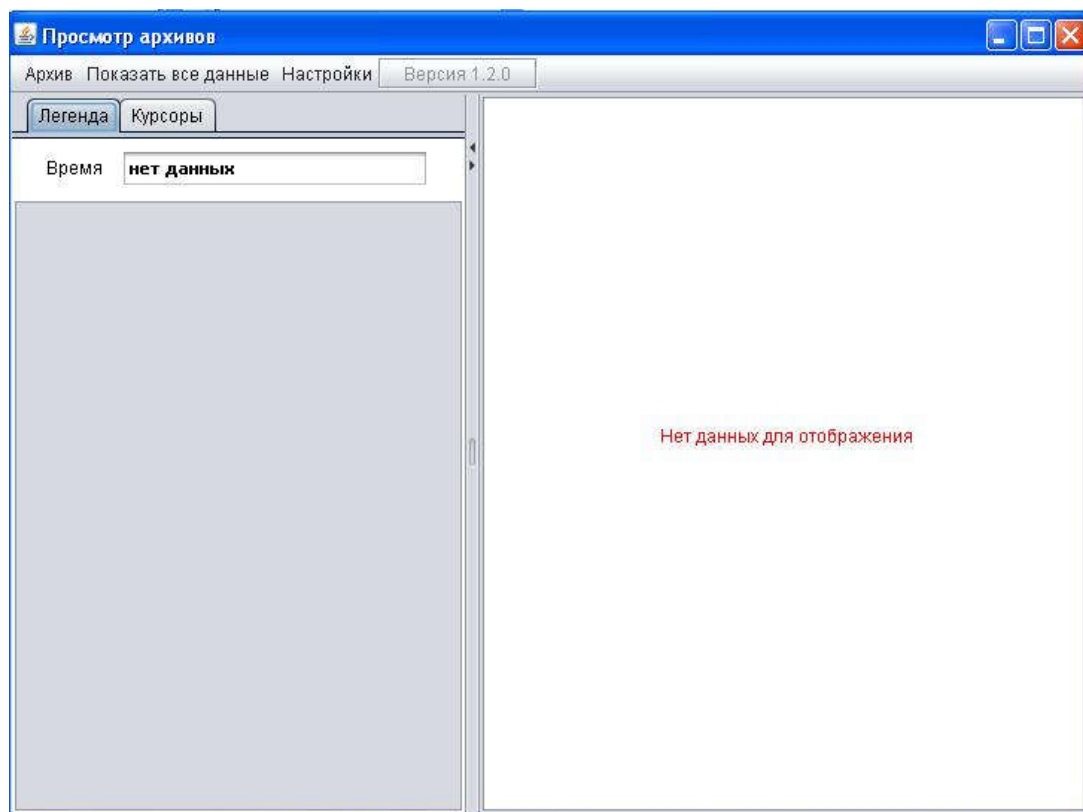 Просмотр архивов
Архив Показать все данные Настройки Версия 1.2.0
Легенда Курсоры
Время нет данных
Нет данных для отображения